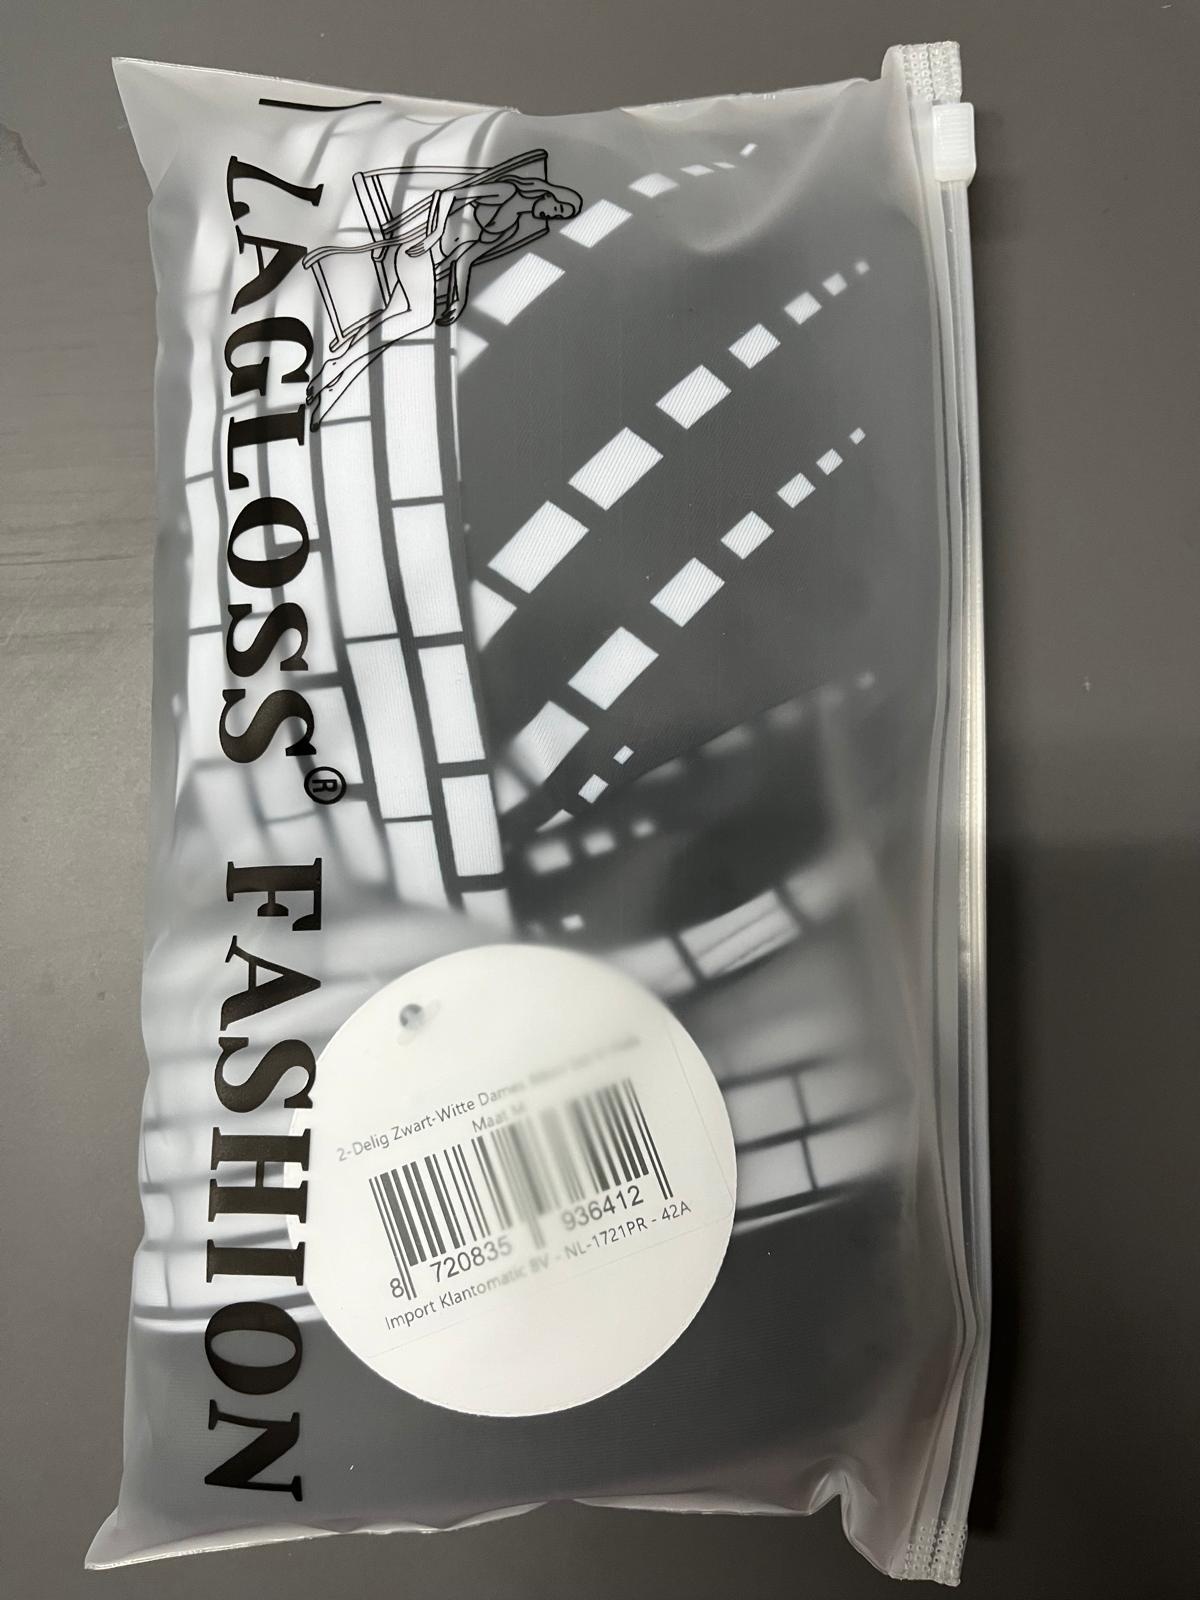 LAGLOSS® FASHION
2-Delig Zwart-Witte Dames
Maat M
8 720835 936412
Import Klantomatic BV - NL-1721PR - 42A